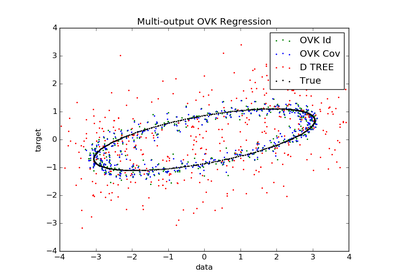 Multi-output OVK Regression
OVK Id
OVK Cov
D TREE
True
4
3
2
1
0
−1
−2
−3
−4
target
−4 −3 −2 −1 0 1 2 3 4
data